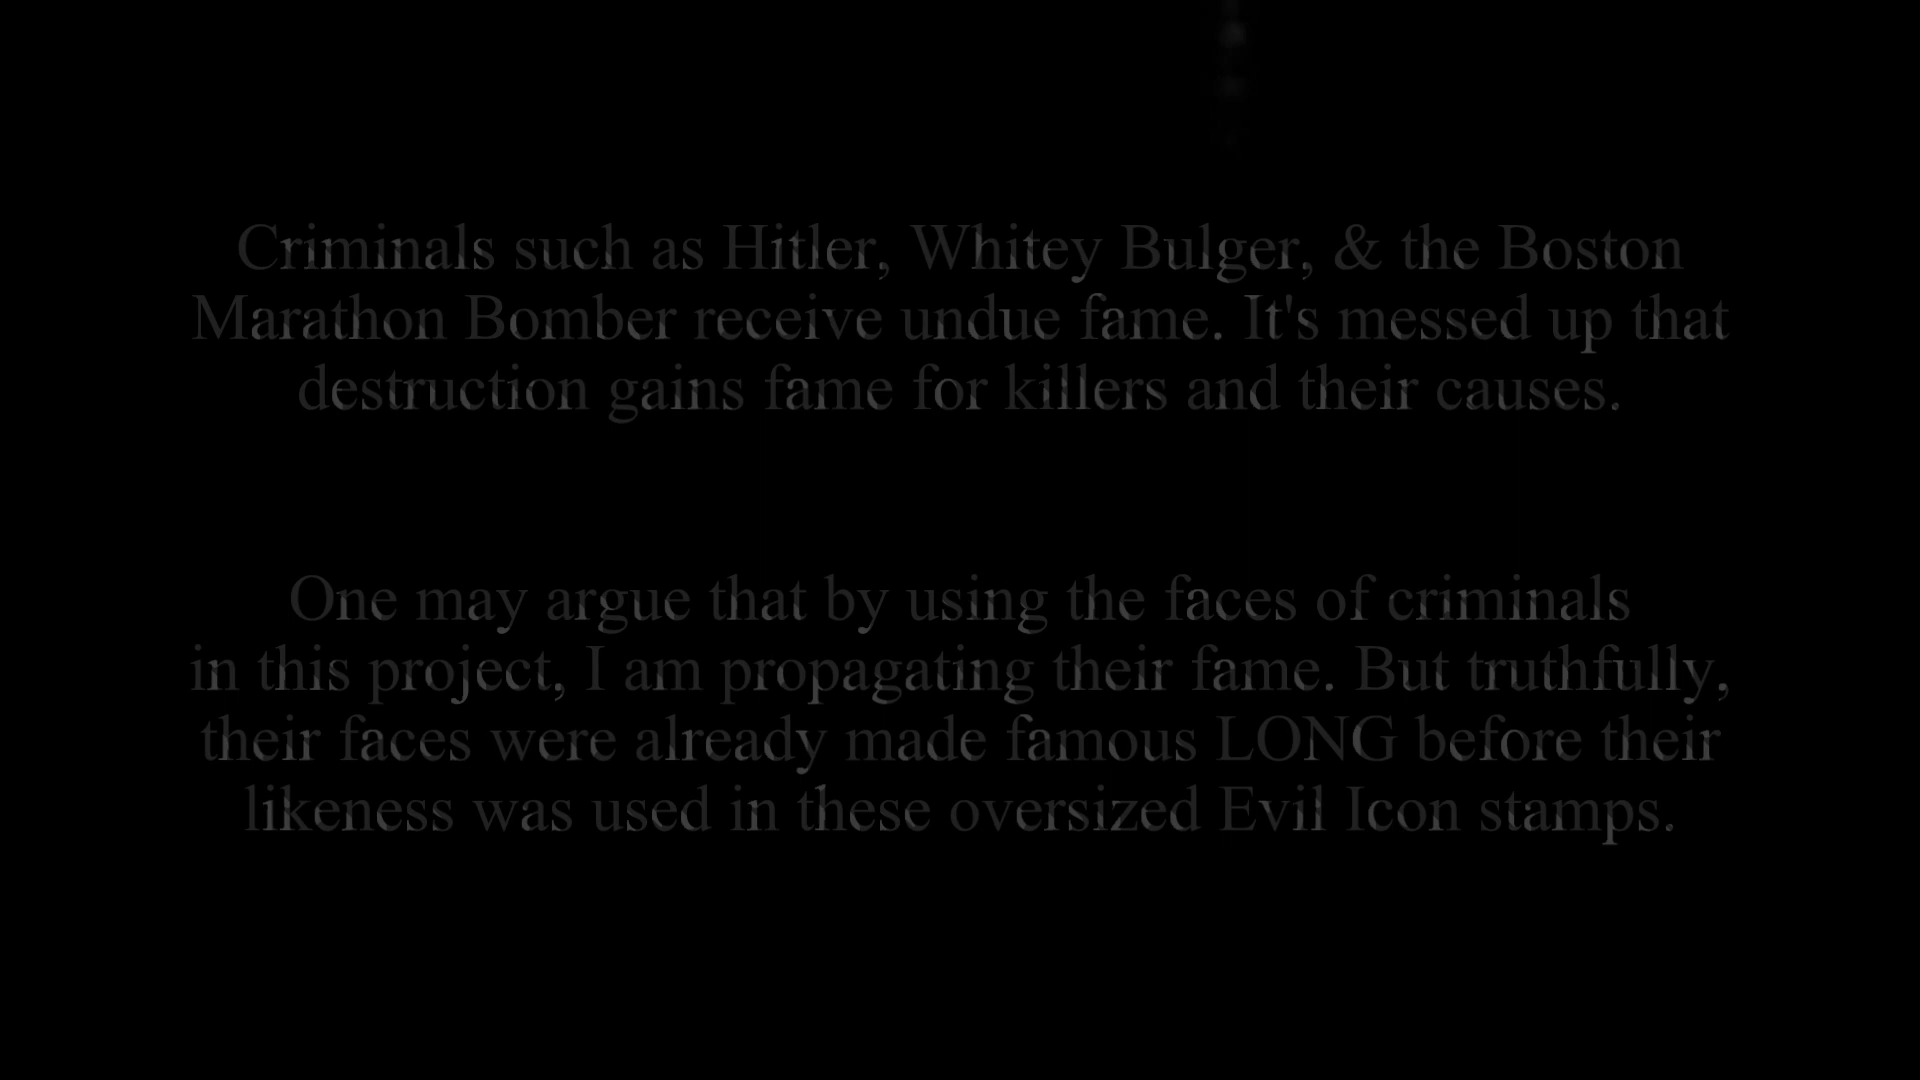 Criminals such as Hitler, Whitey Bulger, & the Boston
Marathon Bomber receive undue fame. It's messed up that
destruction gains fame for killers and their causes.
One may argue that by using the faces of criminals
in this project, I am propagating their fame. But truthfully,
their faces were already made famous LONG before their
likeness was used in these oversized Evil Icon stamps.